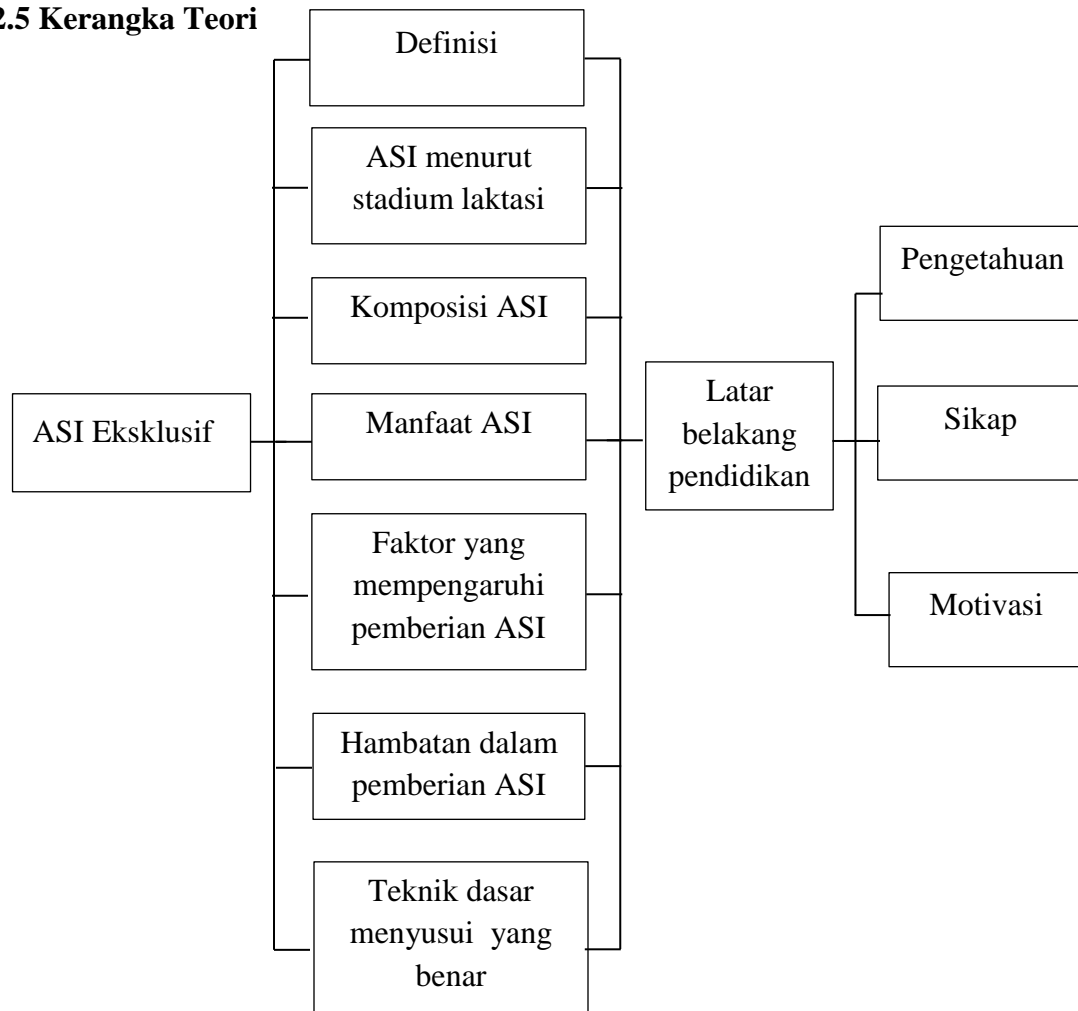 2.5 Kerangka Teori
Definisi
ASI menurut
stadium laktasi
Komposisi ASI
Manfaat ASI
Faktor yang
mempengaruhi
pemberian ASI
Hambatan dalam
pemberian ASI
Teknik dasar
menyusui yang
benar
ASI Eksklusif
Latar
belakang
pendidikan
Pengetahuan
Sikap
Motivasi